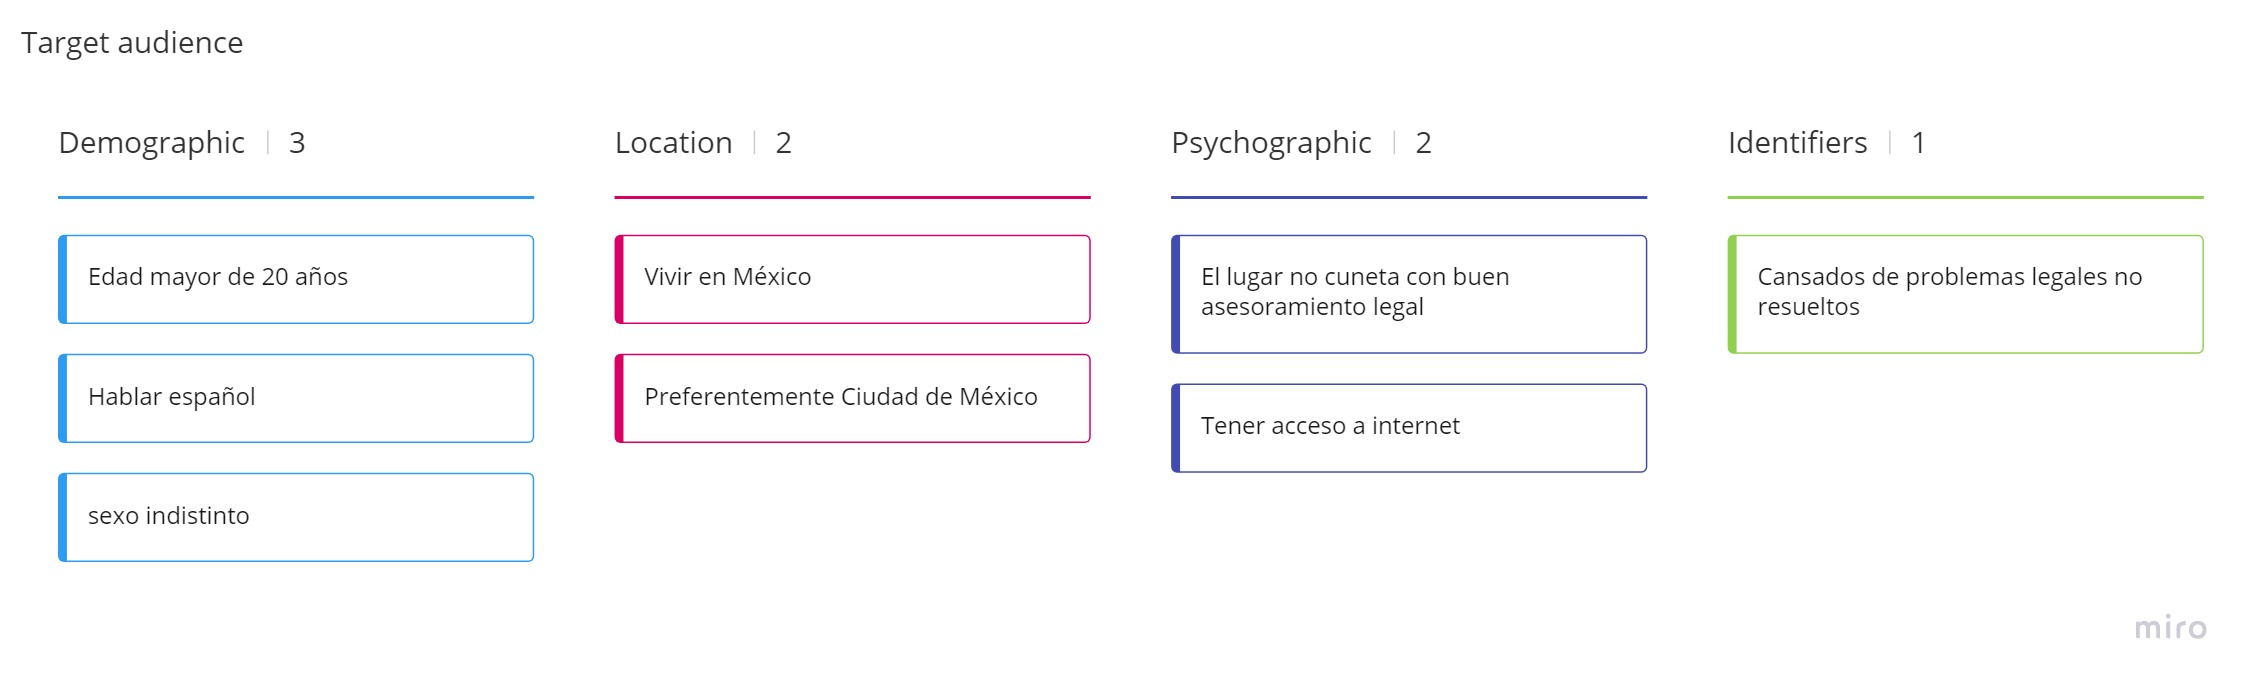 Target audience
Demographic | 3
Edad mayor de 20 años
Hablar español
sexo indistinto
Location | 2
Vivir en México
Preferentemente Ciudad de México
Psychographic | 2
El lugar no cuneta con buen
asesoramiento legal
Tener acceso a internet
Identifiers | 1
Cansados de problemas legales no
resueltos
miro